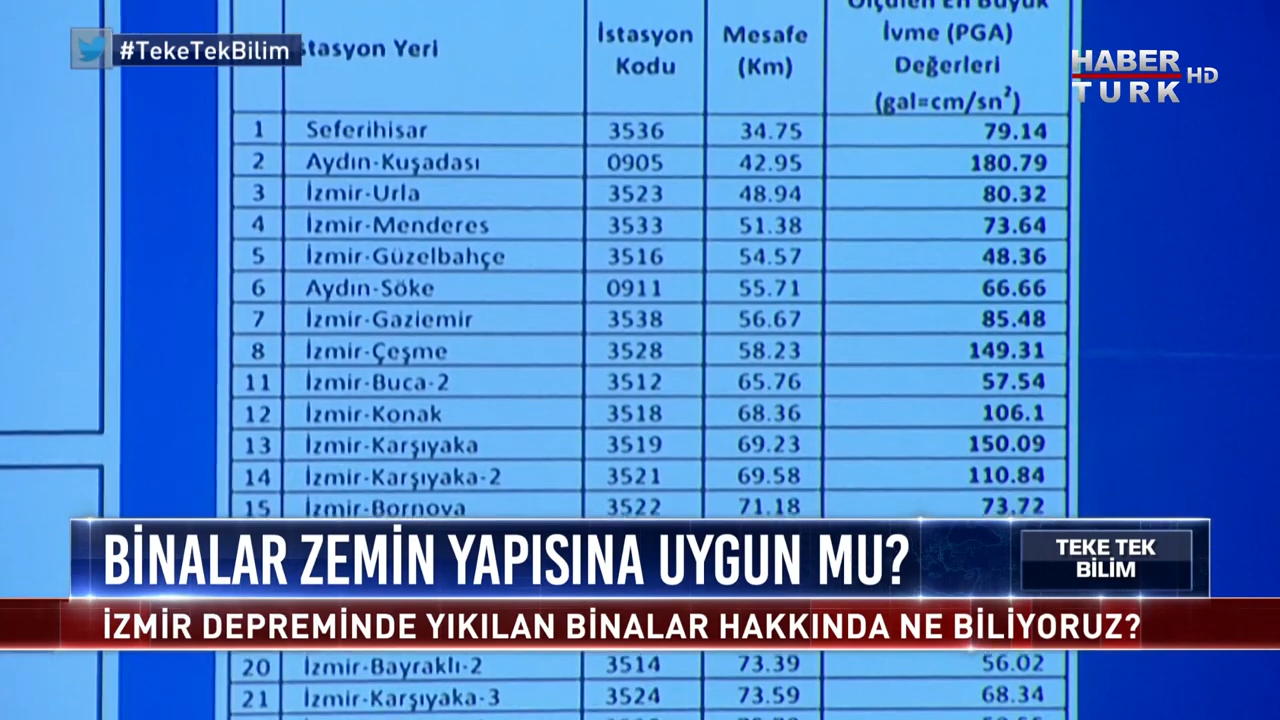 #TekeTekBilim
HABER
TURK HD
tasyon Yeri
İstasyon Kodu
Mesafe (Km)
Ölçülen En Büyük İvme (PGA) Değerleri (gal=cm/sn²)
1 Seferihisar 3536 34.75 79.14
2 Aydın-Kuşadası 0905 42.95 180.79
3 İzmir-Urla 3523 48.94 80.32
4 İzmir-Menderes 3533 51.38 73.64
5 İzmir-Güzelbahçe 3516 54.57 48.36
6 Aydın-Söke 0911 55.71 66.66
7 İzmir-Gaziemir 3538 56.67 85.48
8 İzmir-Çeşme 3528 58.23 149.31
11 İzmir-Buca-2 3512 65.76 57.54
12 İzmir-Konak 3518 68.36 106.1
13 İzmir-Karşıyaka 3519 69.23 150.09
14 İzmir-Karşıyaka-2 3521 69.58 110.84
15 İzmir-Bornova 3522 71.18 73.72
BİNALAR ZEMİN YAPISINA UYGUN MU?
TEKE TEK
BİLİM
İZMİR DEPREMİNDE YIKILAN BİNALAR HAKKINDA NE BİLİYORUZ?
20 İzmir-Bayraklı-2 3514 73.39 56.02
21 İzmir-Karşıyaka-3 3524 73.59 68.34